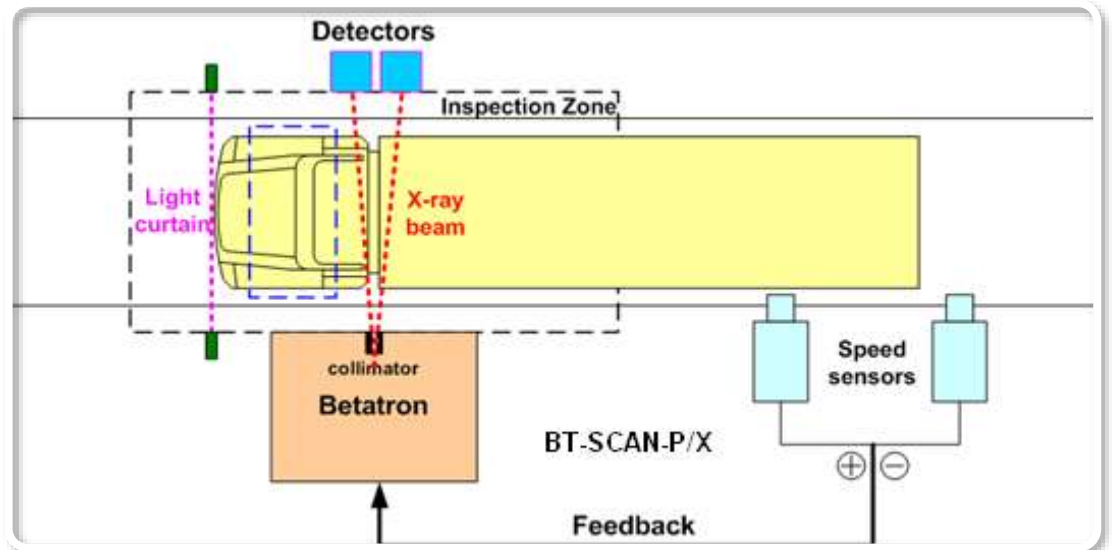 Detectors
Inspection Zone
Light
curtain
X-ray
beam
collimator
Betatron
Speed
sensors
BT-SCAN-P/X
+ −
Feedback